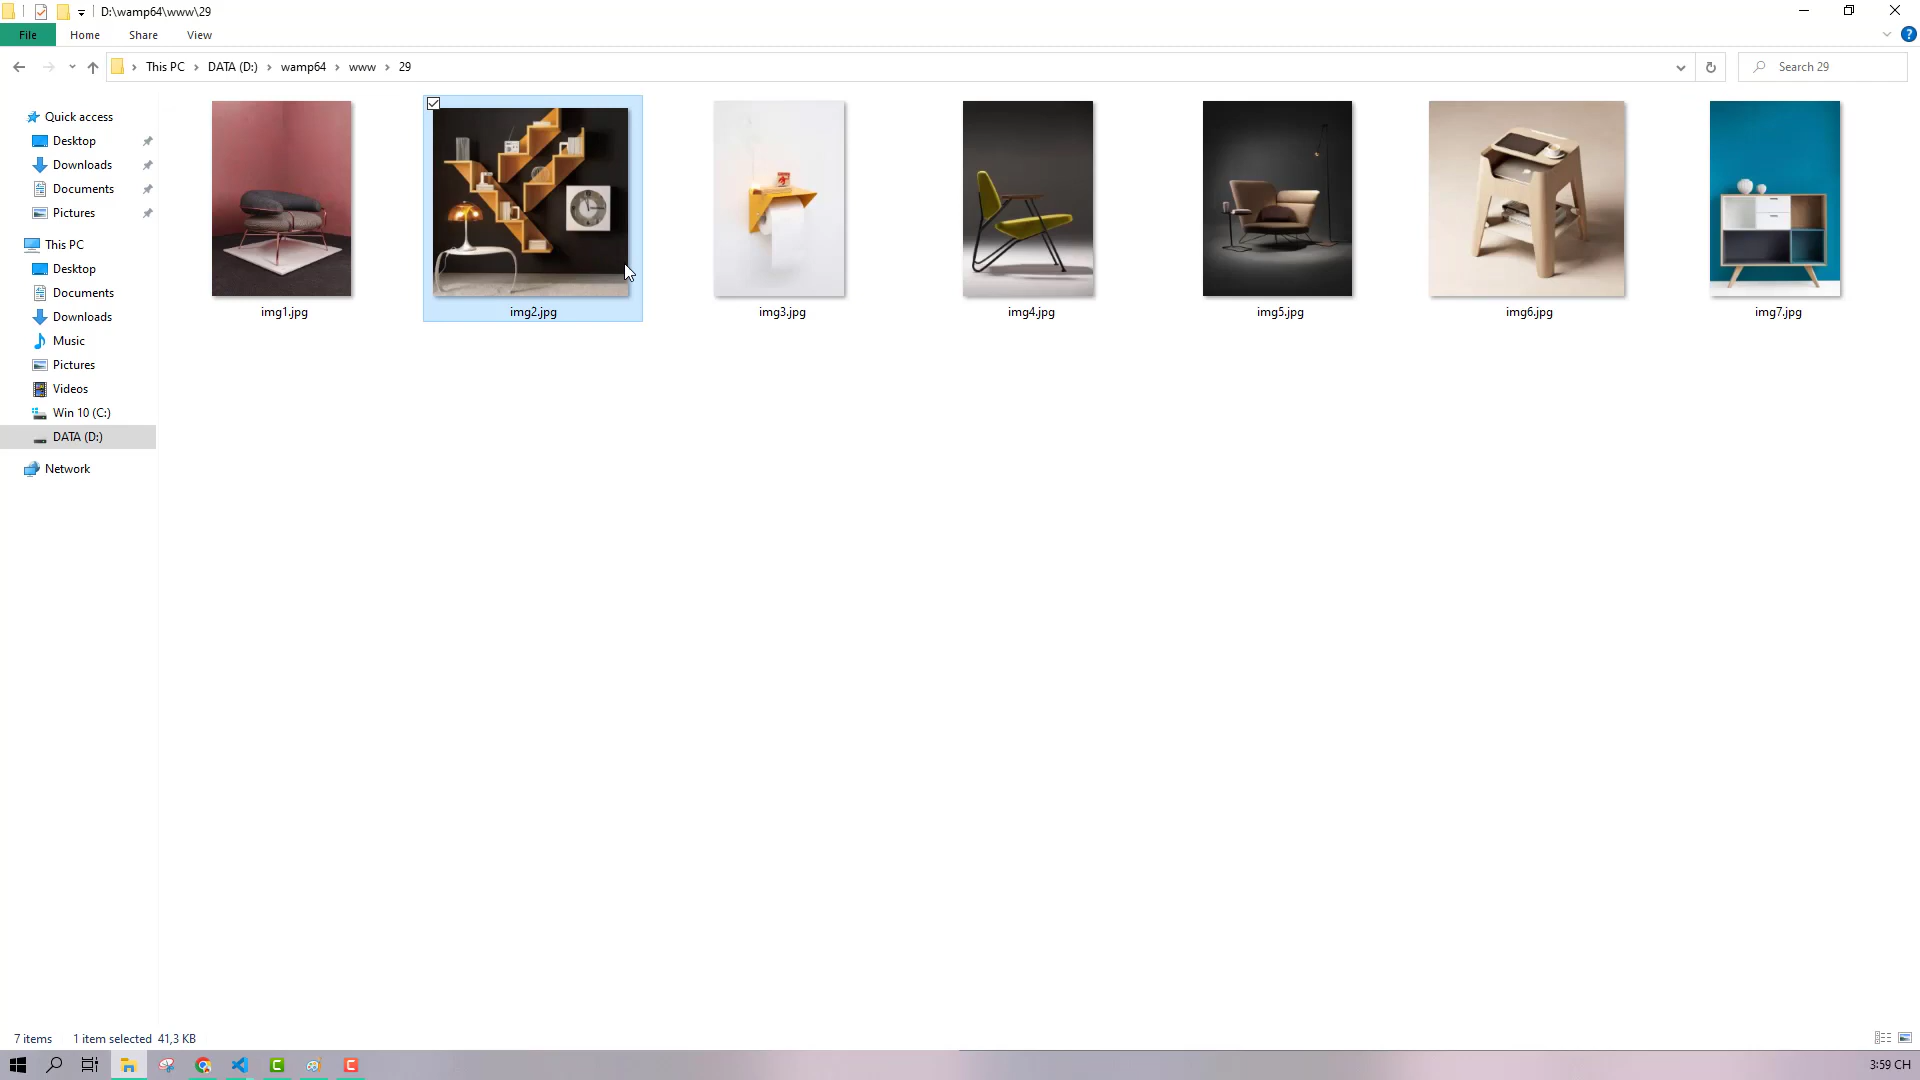 D:\wamp64\www\29
File Home Share View
This PC DATA (D:) wamp64 www 29
Search 29
Quick access
Desktop
Downloads
Documents
Pictures
This PC
Desktop
Documents
Downloads
Music
Pictures
Videos
Win 10 (C:)
DATA (D:)
Network
img1.jpg img2.jpg img3.jpg img4.jpg img5.jpg img6.jpg img7.jpg
7 items 1 item selected 41,3 KB
3:59 CH